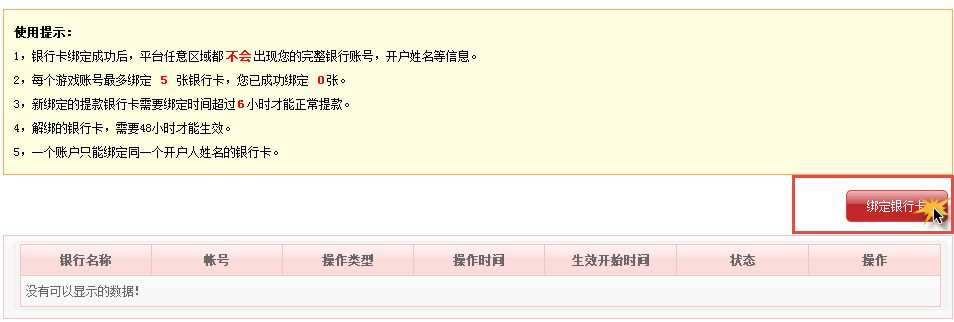 使用提示：
1，银行卡绑定成功后，平台任意区域都 不会 出现您的完整银行账号，开户姓名等信息。
2，每个游戏账号最多绑定 5 张银行卡，您已成功绑定 0张。
3，新绑定的提款银行卡需要绑定时间超过6小时才能正常提款。
4，解绑的银行卡，需要48小时才能生效。
5，一个账户只能绑定同一个开户人姓名的银行卡。
绑定银行卡
银行名称 帐号 操作类型 操作时间 生效开始时间 状态 操作
没有可以显示的数据!